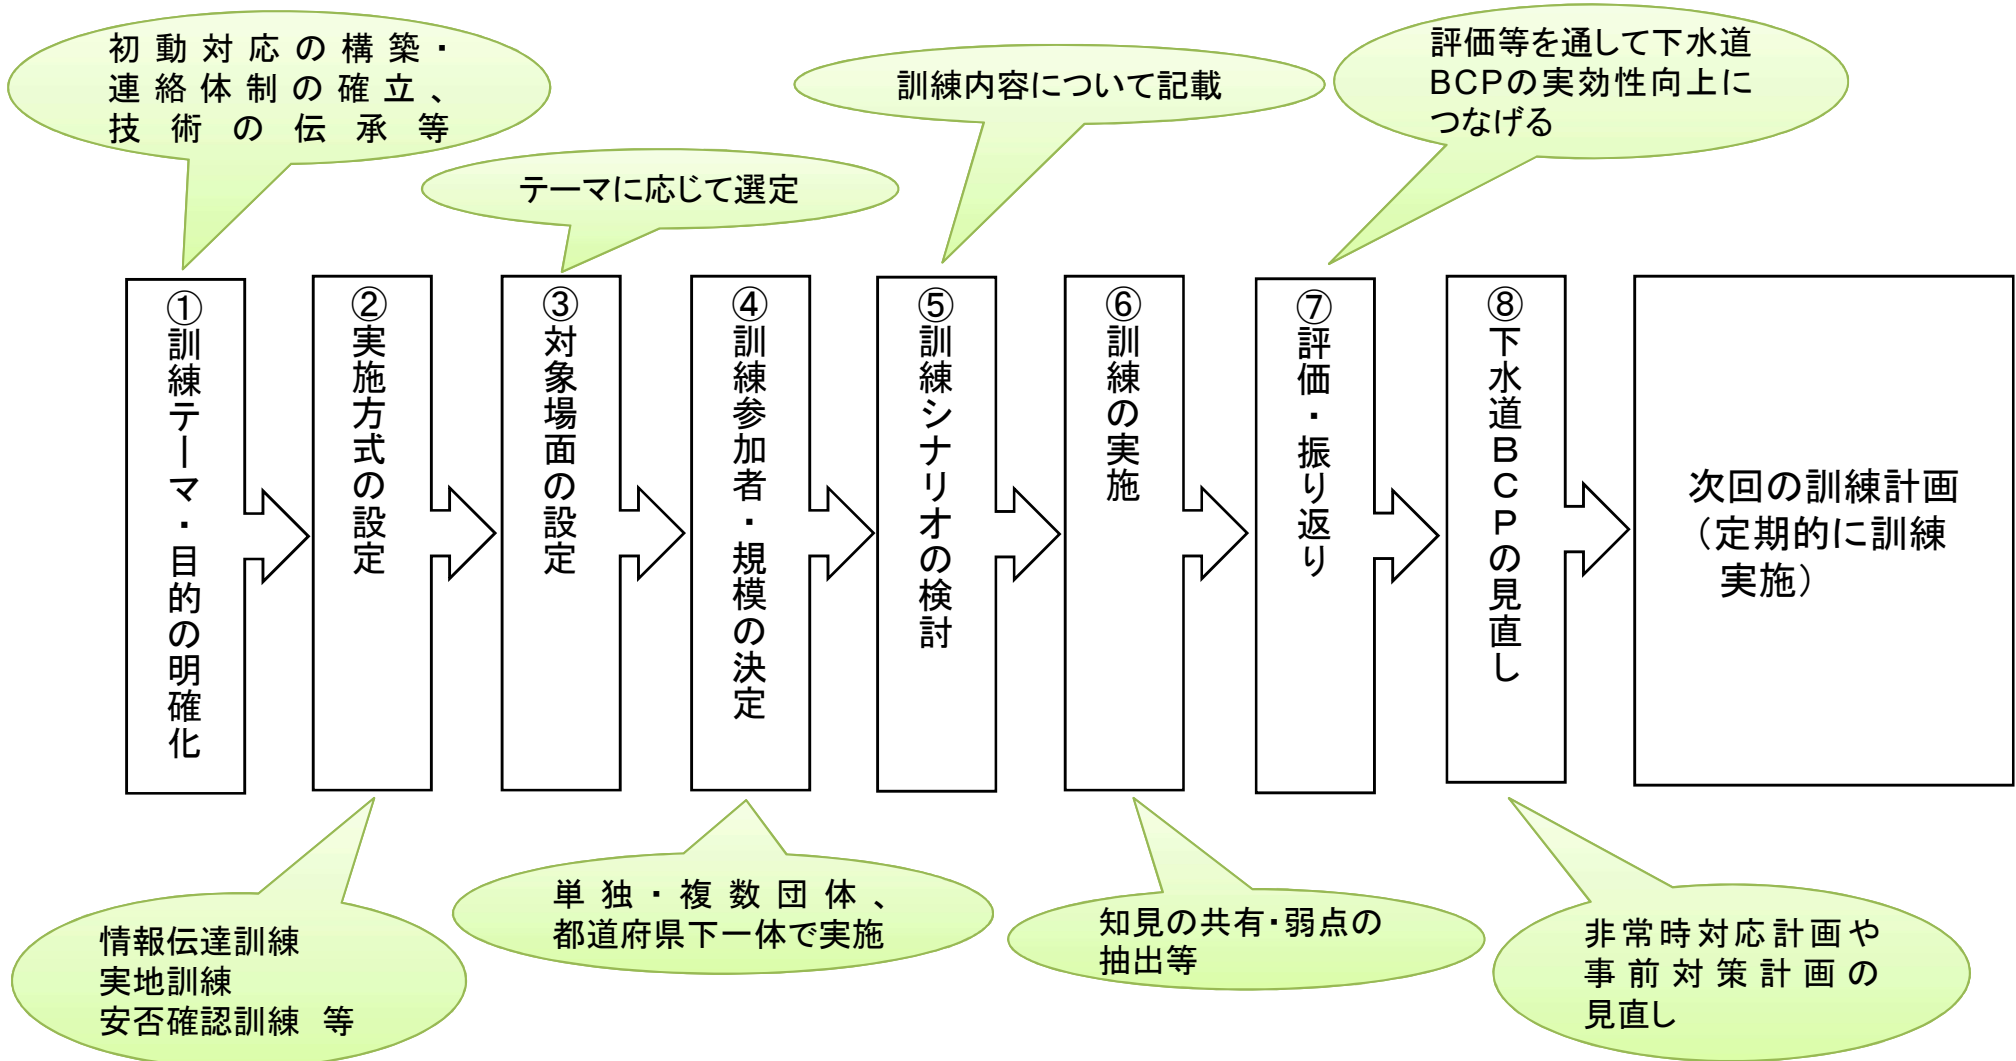 初動対応の構築・
連絡体制の確立、
技術の伝承等
訓練内容について記載
評価等を通して下水道
BCPの実効性向上に
つなげる
テーマに応じて選定
①訓練テーマ・目的の明確化
②実施方式の設定
③対象場面の設定
④訓練参加者・規模の決定
⑤訓練シナリオの検討
⑥訓練の実施
⑦評価・振り返り
⑧下水道BCPの見直し
次回の訓練計画
（定期的に訓練
実施）
情報伝達訓練
実地訓練
安否確認訓練 等
単独・複数団体、
都道府県下一体で実施
知見の共有・弱点の
抽出等
非常時対応計画や
事前対策計画の
見直し